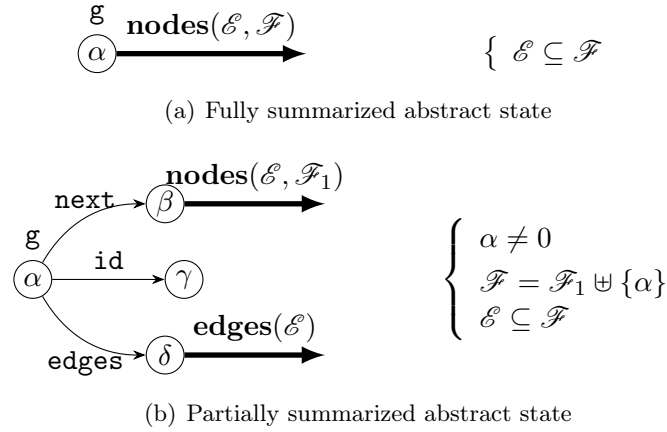 g
nodes(ℰ, ℱ)
α
{ ℰ ⊆ ℱ
(a) Fully summarized abstract state
nodes(ℰ, ℱ₁)
next
β
g
id
α
γ
α ≠ 0
ℱ = ℱ₁ ⊎ {α}
ℰ ⊆ ℱ
edges(ℰ)
edges
δ
(b) Partially summarized abstract state